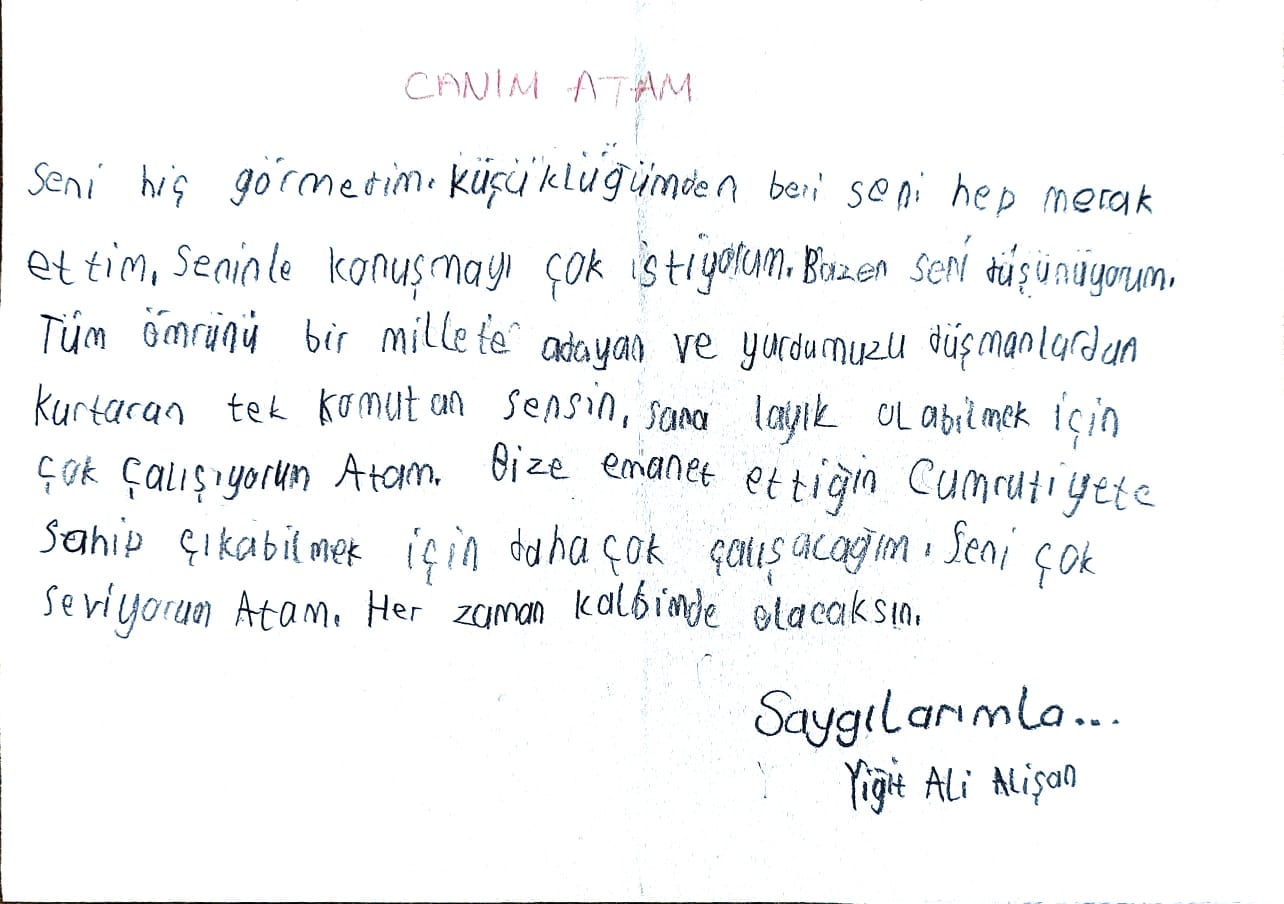 CANIM ATAM
Seni hiç görmedim. Küçüklüğümden beri seni hep merak
ettim, Seninle konuşmayı çok istiyorum. Bazen seni düşünüyorum.
Tüm ömrünü bir millete adayan ve yurdumuzu düşmanlardan
kurtaran tek komutan sensin, sana layık olabilmek için
çok çalışıyorum Atam. Bize emanet ettiğin Cumrutiyete
sahip çıkabilmek için daha çok çalışacağım. Seni çok
seviyorum Atam. Her zaman kalbimde olacaksın.
Saygılarımla...
Yiğit Ali Alişan